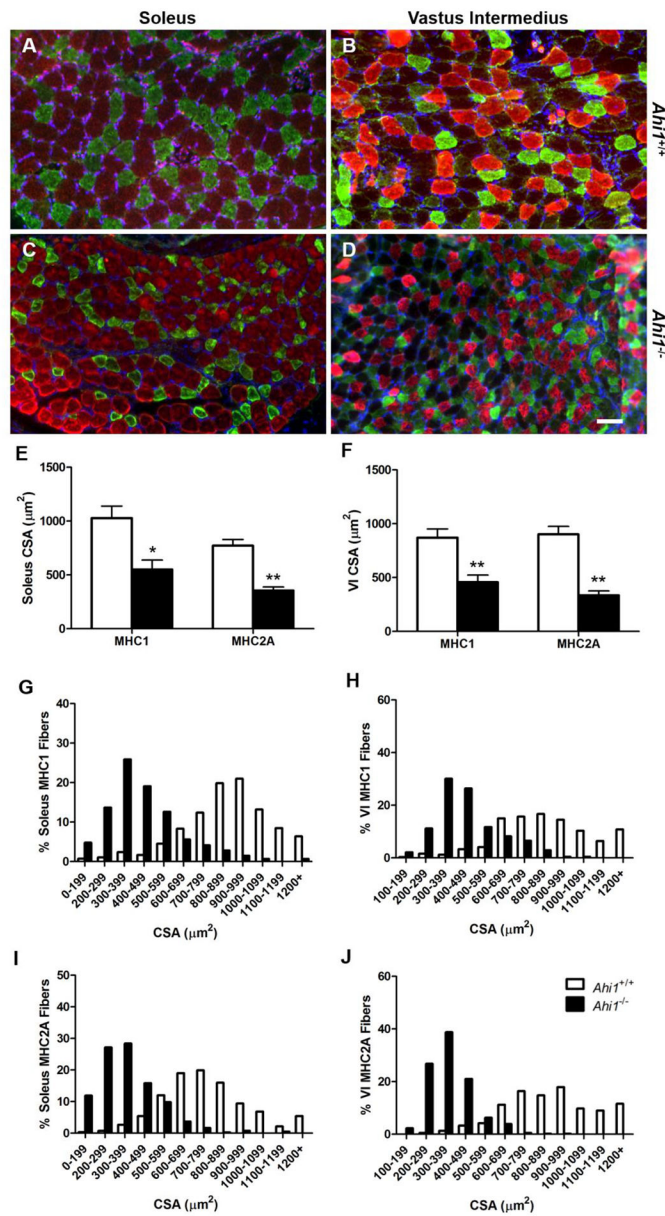 Soleus
Vastus Intermedius
A
B
Ahi1+/+
C
D
Ahi1-/-
E
Soleus CSA (μm2)
1500
1000
500
0
*
**
MHC1
MHC2A
F
VI CSA (μm2)
1500
1000
500
0
**
**
MHC1
MHC2A
G
% Soleus MHC1 Fibers
40
30
20
10
0
0-199
200-299
300-399
400-499
500-599
600-699
700-799
800-899
900-999
1000-1099
1100-1199
1200+
CSA (μm2)
H
% VI MHC1 Fibers
60
40
20
0
100-199
200-299
300-399
400-499
500-599
600-699
700-799
800-899
900-999
1000-1099
1100-1199
1200+
CSA (μm2)
I
% Soleus MHC2A Fibers
50
40
30
20
10
0
0-199
200-299
300-399
400-499
500-599
600-699
700-799
800-899
900-999
1000-1099
1100-1199
1200+
CSA (μm2)
J
% VI MHC2A Fibers
60
40
20
0
Ahi1+/+
Ahi1-/-
100-199
200-299
300-399
400-499
500-599
600-699
700-799
800-899
900-999
1000-1099
1100-1199
1200+
CSA (μm2)